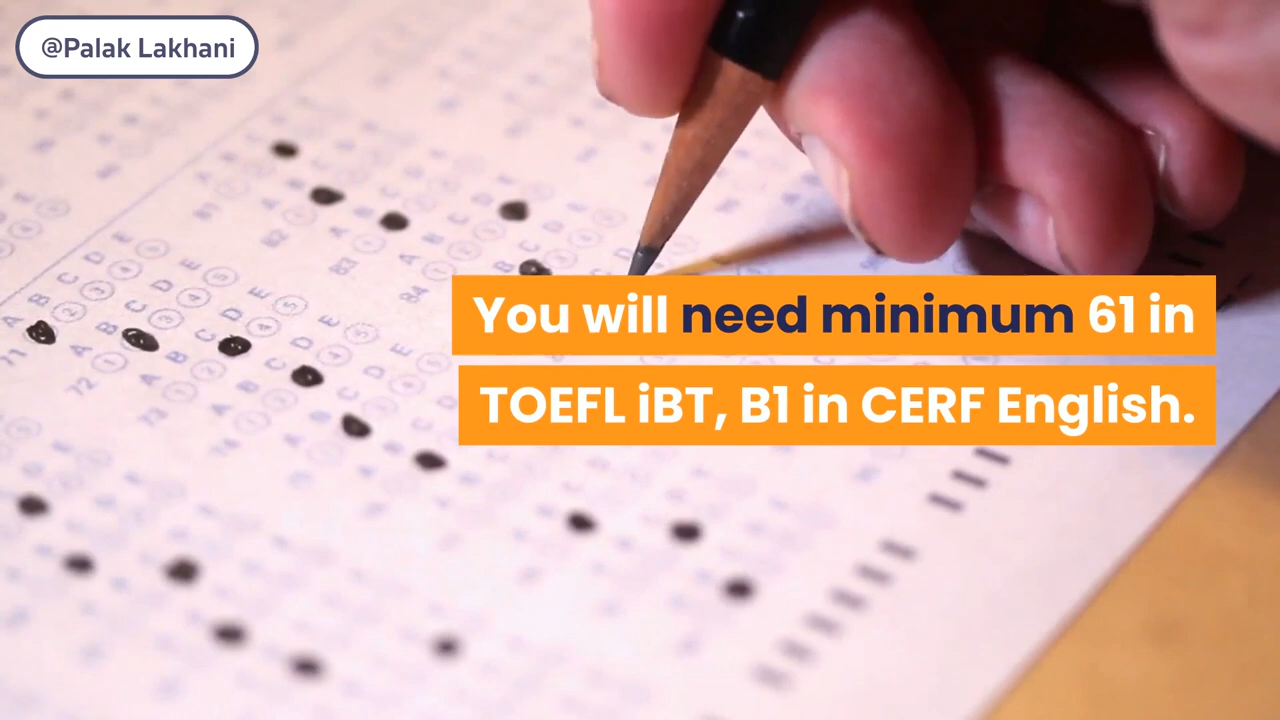 @Palak Lakhani
You will need minimum 61 in
TOEFL iBT, B1 in CERF English.